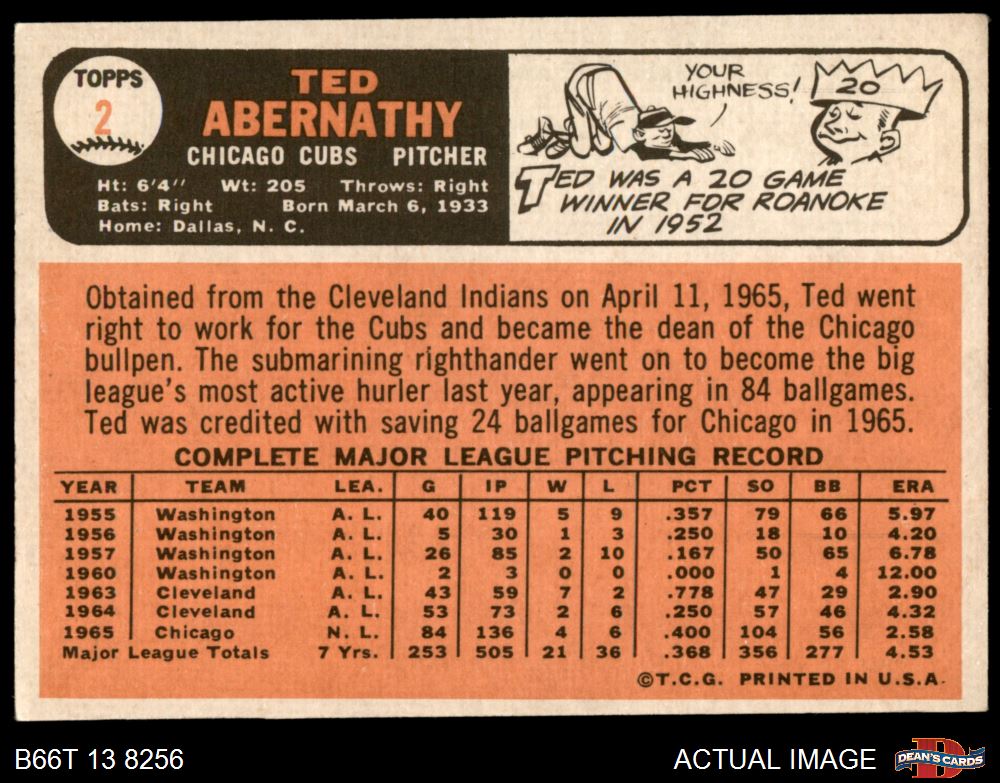 TOPPS
2
TED
ABERNATHY
CHICAGO CUBS PITCHER
Ht: 6'4" Wt: 205 Throws: Right
Bats: Right Born March 6, 1933
Home: Dallas, N. C.
YOUR
HIGHNESS!
20
TED WAS A 20 GAME
WINNER FOR ROANOKE
IN 1952
Obtained from the Cleveland Indians on April 11, 1965, Ted went
right to work for the Cubs and became the dean of the Chicago
bullpen. The submarining righthander went on to become the big
league's most active hurler last year, appearing in 84 ballgames.
Ted was credited with saving 24 ballgames for Chicago in 1965.
COMPLETE MAJOR LEAGUE PITCHING RECORD
YEAR TEAM LEA. G IP W L PCT SO BB ERA
1955 Washington A. L. 40 119 5 9 .357 79 66 5.97
1956 Washington A. L. 5 30 1 3 .250 18 10 4.20
1957 Washington A. L. 26 85 2 10 .167 50 65 6.78
1960 Washington A. L. 2 3 0 0 .000 1 4 12.00
1963 Cleveland A. L. 43 59 7 2 .778 47 29 2.90
1964 Cleveland A. L. 53 73 2 6 .250 57 46 4.32
1965 Chicago N. L. 84 136 4 6 .400 104 56 2.58
Major League Totals 7 Yrs. 253 505 21 36 .368 356 277 4.53
©T.C.G. PRINTED IN U.S.A.
B66T 13 8256
ACTUAL IMAGE
D
DEAN'S CARDS